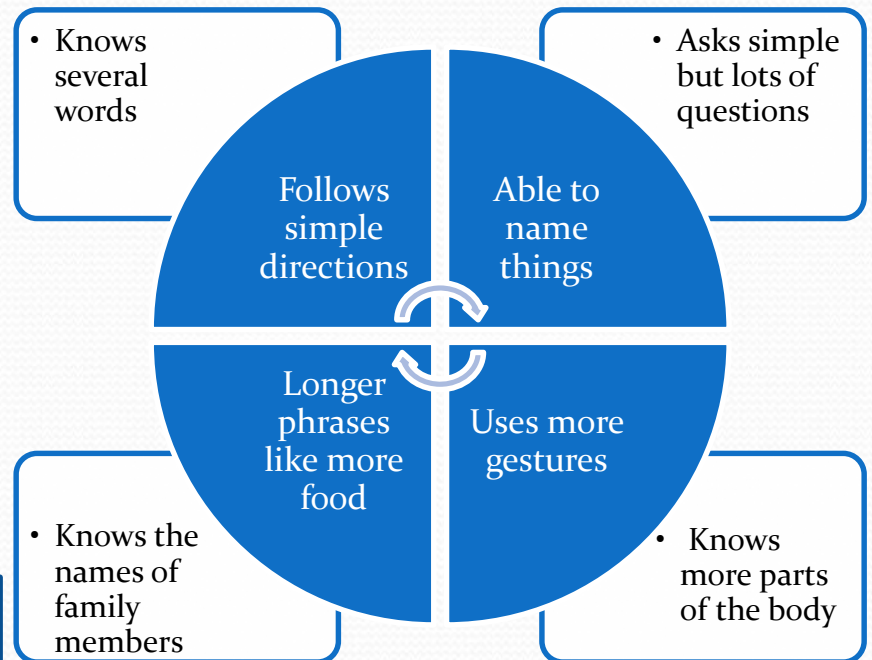 • Knows
several
words
Follows
simple
directions
• Asks simple
but lots of
questions
Able to
name
things
Longer
phrases
like more
food
• Knows the
names of
family
members
Uses more
gestures
• Knows
more parts
of the body